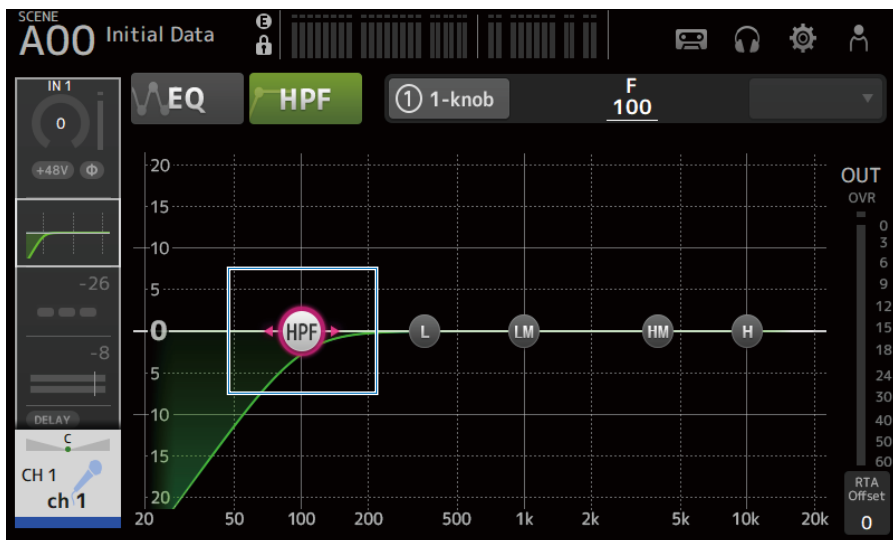 SCENE
A00 Initial Data
E
IN 1
0
+48V Φ
-26
-8
DELAY
C
CH 1
ch 1
EQ
HPF
1 1-knob
F
100
20
15
10
5
0
5
10
15
20
HPF
L
LM
HM
H
20 50 100 200 500 1k 2k 5k 10k 20k
OUT
OVR
0
3
6
9
12
15
18
24
30
40
50
60
RTA
Offset
0